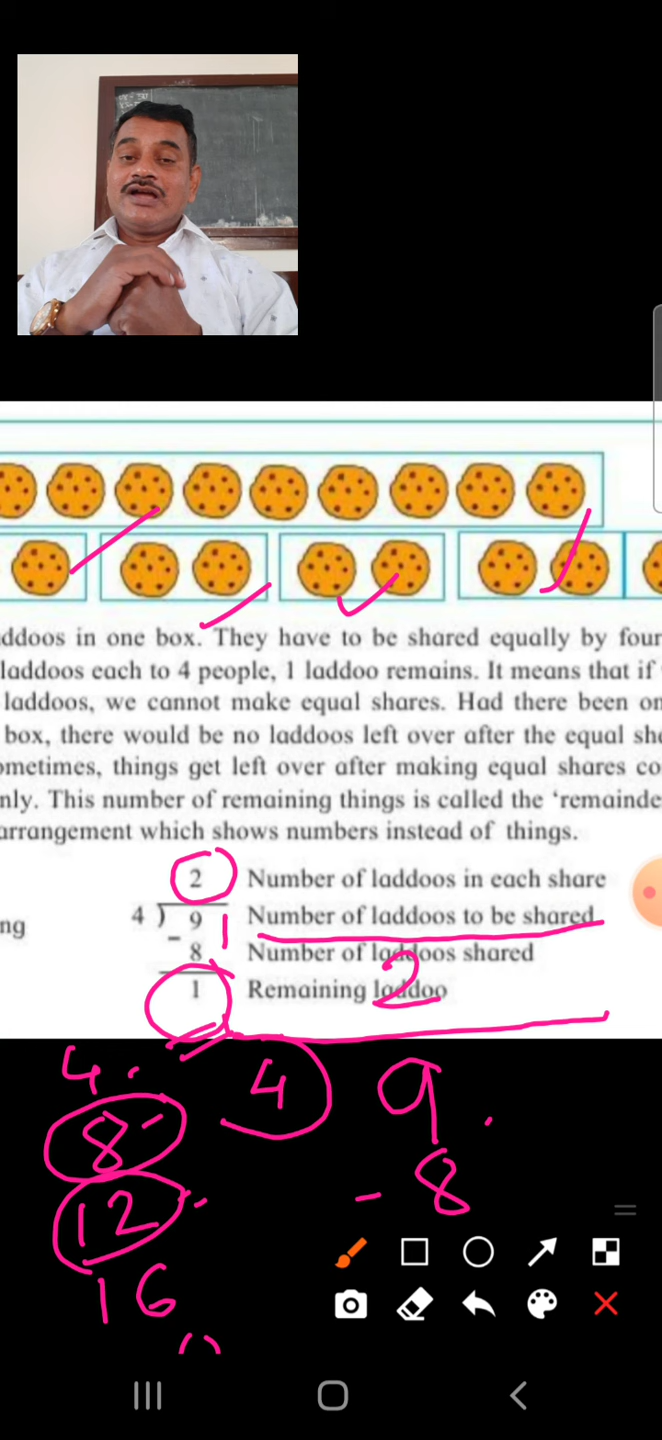 ddoos in one box. They have to be shared equally by four
laddoos each to 4 people, 1 laddoo remains. It means that if
laddoos, we cannot make equal shares. Had there been on
box, there would be no laddoos left over after the equal sha
ometimes, things get left over after making equal shares co
nly. This number of remaining things is called the ‘remainde
arrangement which shows numbers instead of things.
2 Number of laddoos in each share
ng 4 ) 9 1 Number of laddoos to be shared
- 8 Number of laddoos shared
1 Remaining laddoo 2
4. 4 9.
8 - - 8
12 -
16